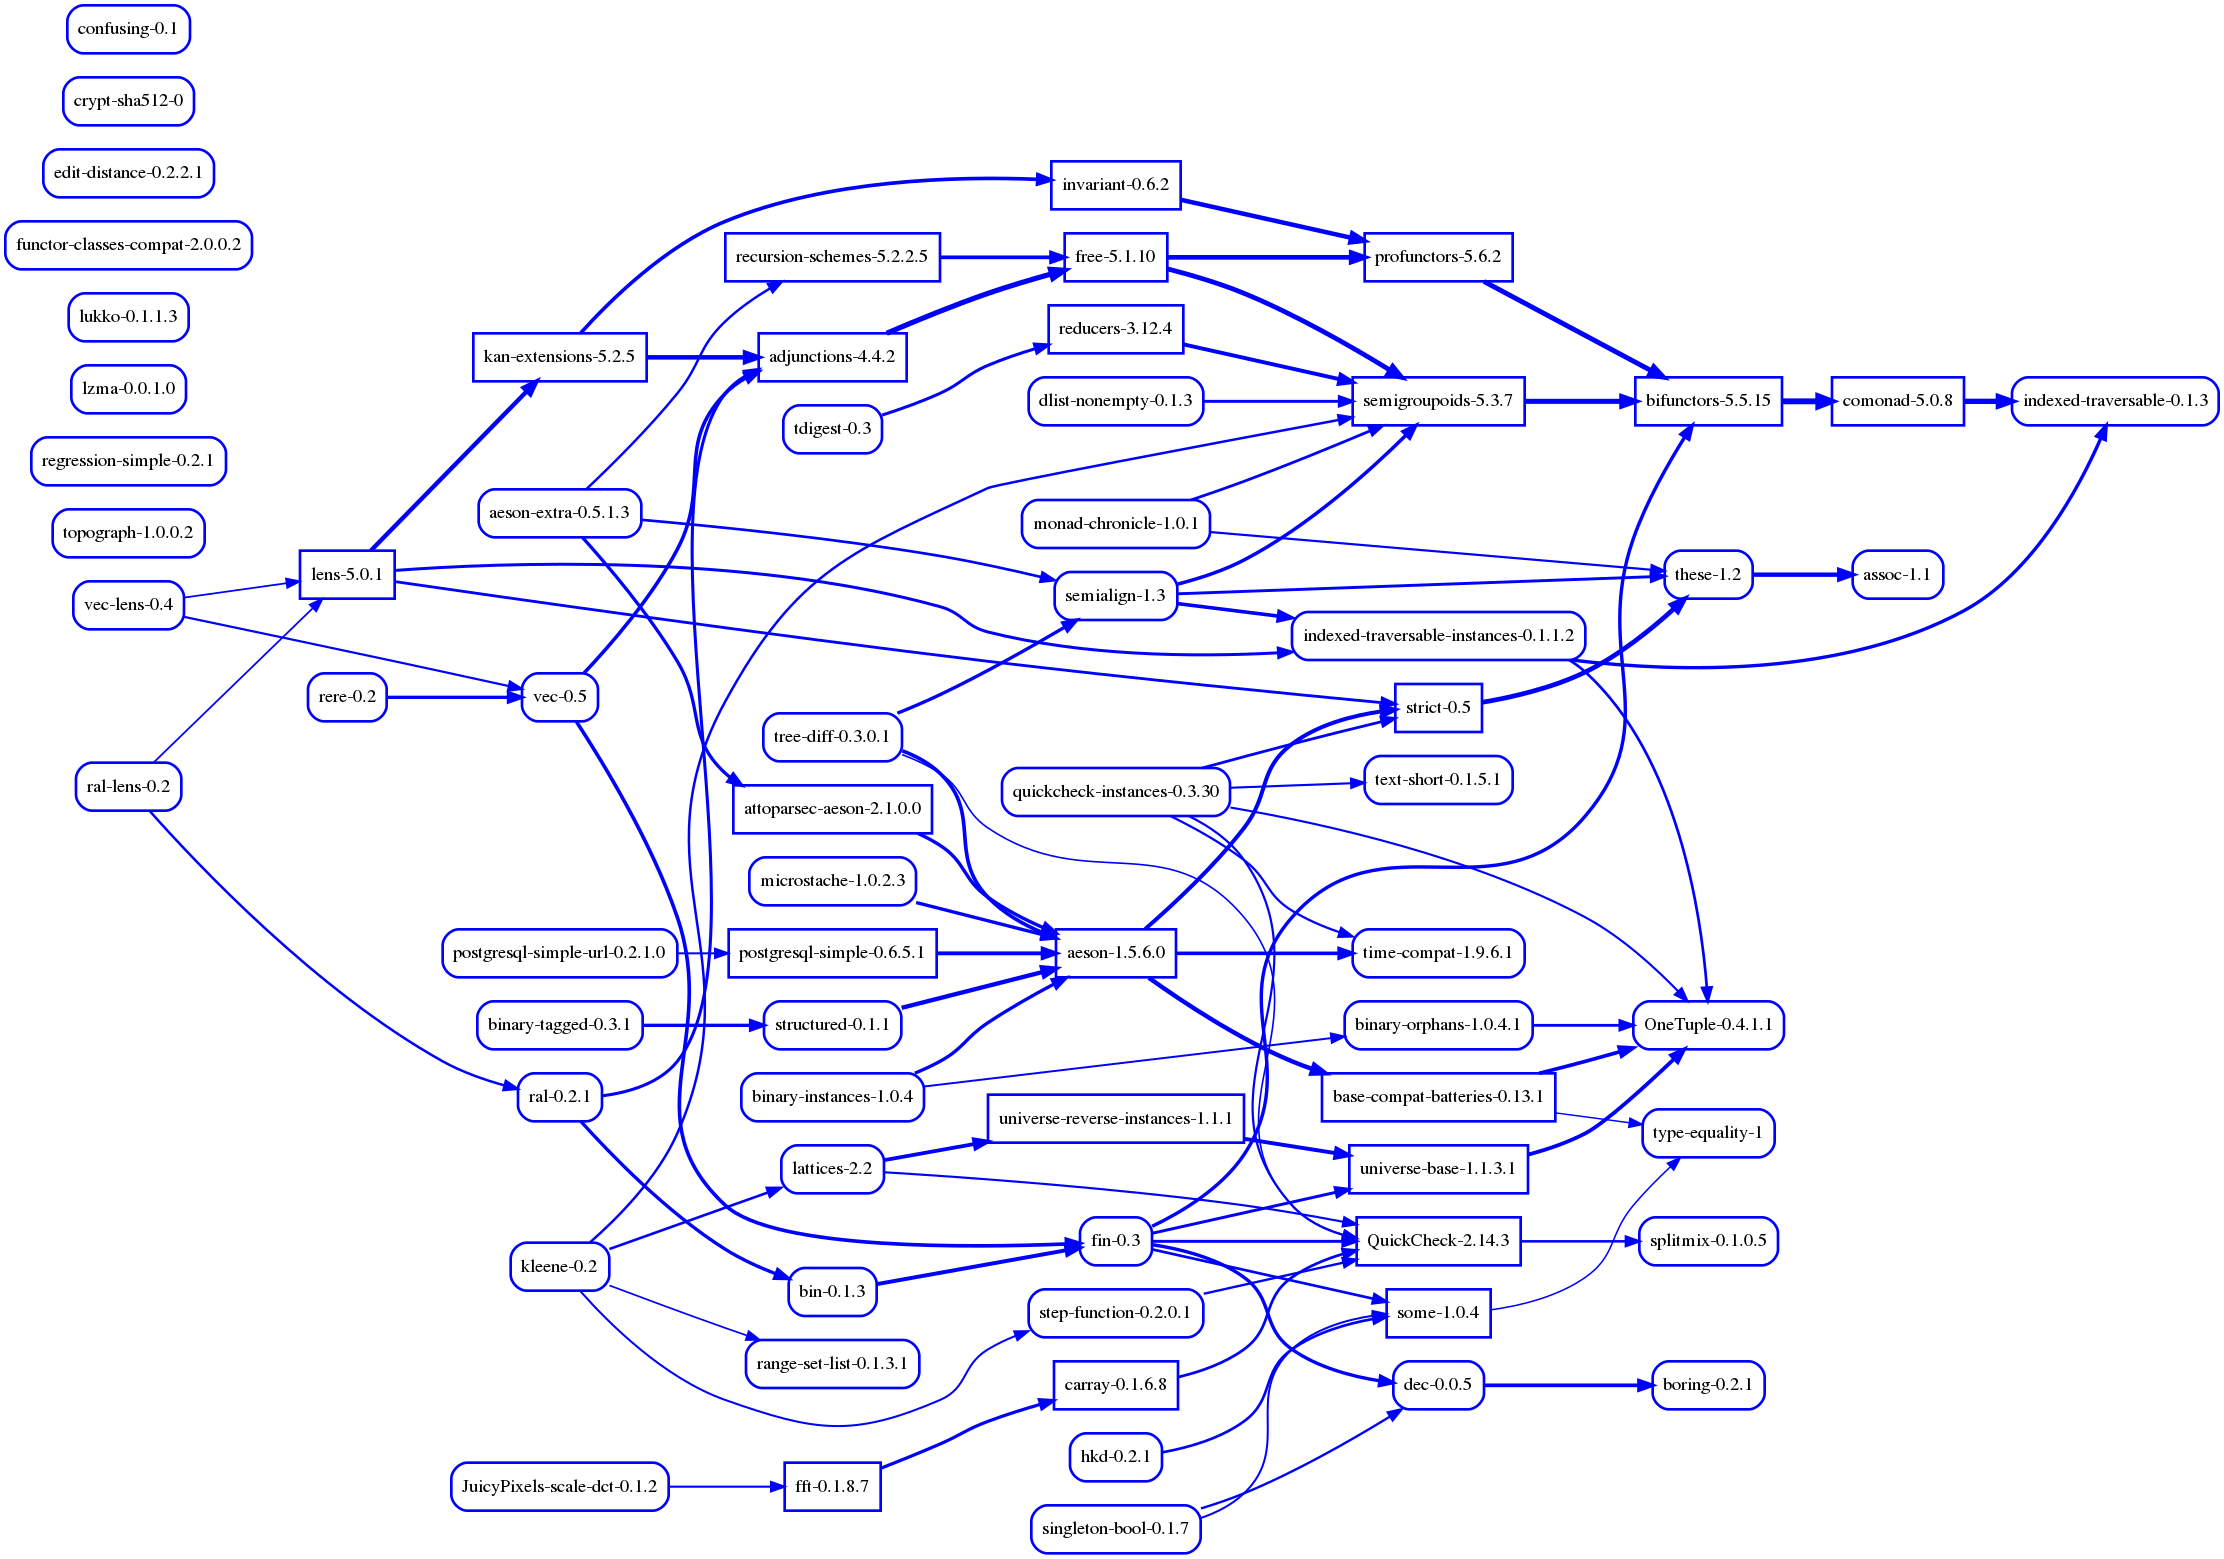 confusing-0.1
crypt-sha512-0
edit-distance-0.2.2.1
functor-classes-compat-2.0.0.2
lukko-0.1.1.3
lzma-0.0.1.0
regression-simple-0.2.1
topograph-1.0.0.2
vec-lens-0.4
ral-lens-0.2
lens-5.0.1
rere-0.2
kan-extensions-5.2.5
aeson-extra-0.5.1.3
vec-0.5
postgresql-simple-url-0.2.1.0
binary-tagged-0.3.1
ral-0.2.1
kleene-0.2
JuicyPixels-scale-dct-0.1.2
recursion-schemes-5.2.2.5
adjunctions-4.4.2
tdigest-0.3
tree-diff-0.3.0.1
attoparsec-aeson-2.1.0.0
microstache-1.0.2.3
postgresql-simple-0.6.5.1
structured-0.1.1
binary-instances-1.0.4
lattices-2.2
bin-0.1.3
range-set-list-0.1.3.1
fft-0.1.8.7
invariant-0.6.2
free-5.1.10
reducers-3.12.4
dlist-nonempty-0.1.3
monad-chronicle-1.0.1
semialign-1.3
quickcheck-instances-0.3.30
aeson-1.5.6.0
universe-reverse-instances-1.1.1
fin-0.3
step-function-0.2.0.1
carray-0.1.6.8
hkd-0.2.1
singleton-bool-0.1.7
profunctors-5.6.2
semigroupoids-5.3.7
indexed-traversable-instances-0.1.1.2
strict-0.5
text-short-0.1.5.1
time-compat-1.9.6.1
binary-orphans-1.0.4.1
base-compat-batteries-0.13.1
universe-base-1.1.3.1
QuickCheck-2.14.3
some-1.0.4
dec-0.0.5
bifunctors-5.5.15
these-1.2
OneTuple-0.4.1.1
type-equality-1
splitmix-0.1.0.5
boring-0.2.1
comonad-5.0.8
assoc-1.1
indexed-traversable-0.1.3